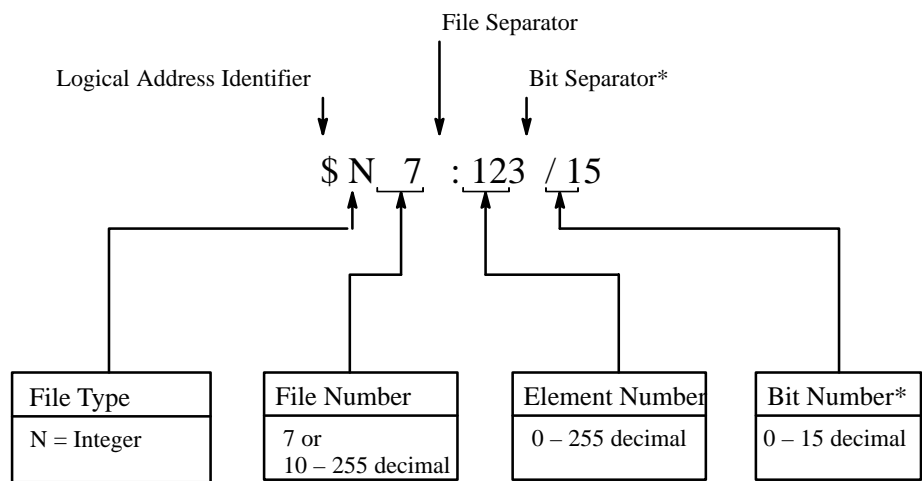 File Separator
Logical Address Identifier
Bit Separator*
$ N 7 : 123 / 15
File Type
N = Integer
File Number
7 or
10 – 255 decimal
Element Number
0 – 255 decimal
Bit Number*
0 – 15 decimal